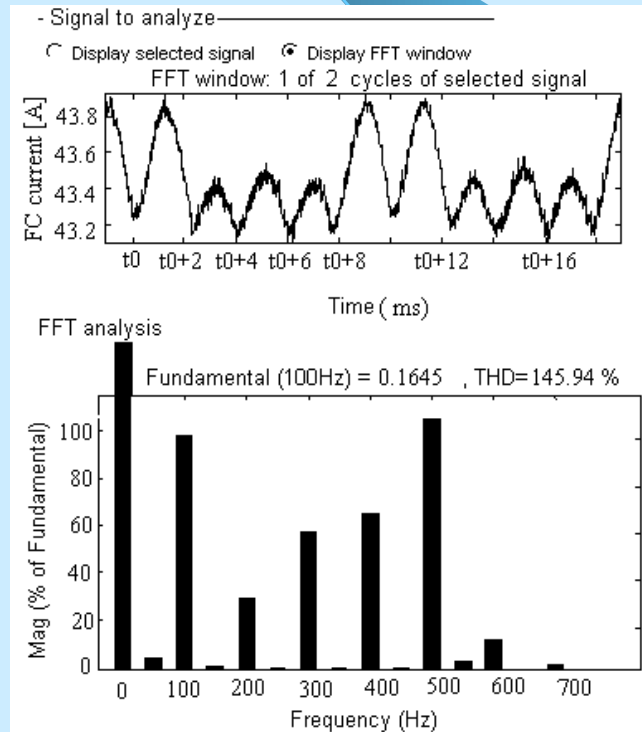 - Signal to analyze
Display selected signal Display FFT window
FFT window: 1 of 2 cycles of selected signal
FC current [A]
43.8
43.6
43.4
43.2
t0 t0+2 t0+4 t0+6 t0+8 t0+12 t0+16
Time ( ms)
FFT analysis
Fundamental (100Hz) = 0.1645 , THD=145.94 %
Mag (% of Fundamental)
100
80
60
40
20
0
0 100 200 300 400 500 600 700
Frequency (Hz)